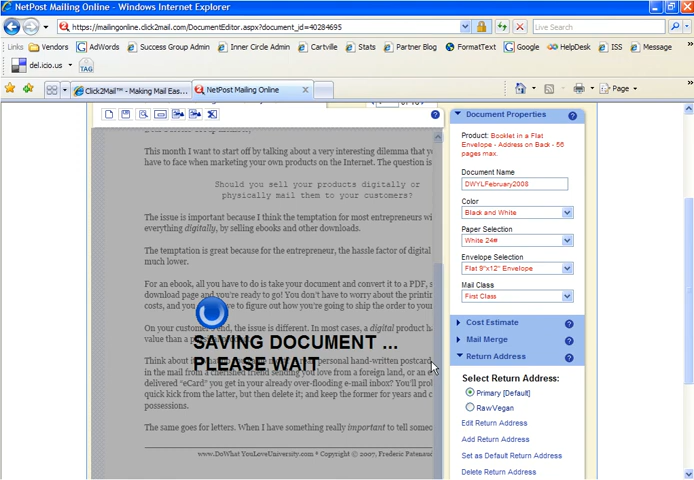 NetPost Mailing Online - Windows Internet Explorer
https://mailingonline.click2mail.com/DocumentEditor.aspx?document_id=40284695
Links Vendors AdWords Success Group Admin Inner Circle Admin Cartville Stats Partner Blog FormatText Google HelpDesk ISS Message
del.icio.us TAG
Click2Mail™ - Making Mail Eas... NetPost Mailing Online Page
Document Properties
Product: Booklet in a Flat
Envelope - Address on Back - 56
pages max.
Document Name
DWYLFebruary2008
Color
Black and White
Paper Selection
White 24#
Envelope Selection
Flat 9"x12" Envelope
Mail Class
First Class
Cost Estimate
Mail Merge
Return Address
Select Return Address:
Primary [Default]
RawVegan
Edit Return Address
Add Return Address
Set as Default Return Address
Delete Return Address
This month I want to start off by talking about a very interesting dilemma that
have to face when marketing your own products on the Internet. The question is
Should you sell your products digitally or
physically mail them to your customers?
The issue is important because I think the temptation for most entrepreneurs wi
everything digitally, by selling ebooks and other downloads.
The temptation is great because for the entrepreneur, the hassle factor of digital
much lower.
For an ebook, all you have to do is take your document and convert it to a PDF,
download page and you're ready to go! You don't have to worry about the printin
costs, and you have to figure out how you're going to ship the order to your
On your customer's end, the issue is different. In most cases, a digital product ha
value than a
SAVING DOCUMENT ...
PLEASE WAIT
Think about personal hand-written postcard
in the mail from a cherished friend sending you love from a foreign land, or an e
delivered "eCard" you get in your already over-flooding e-mail inbox? You'll pro
quick kick from the latter, but then delete it; and keep the former for years and c
possessions.
The same goes for letters. When I have something really important to tell someo
www.DoWhatYouLoveUniversity.com * Copyright © 2007, Frederic Patenaud